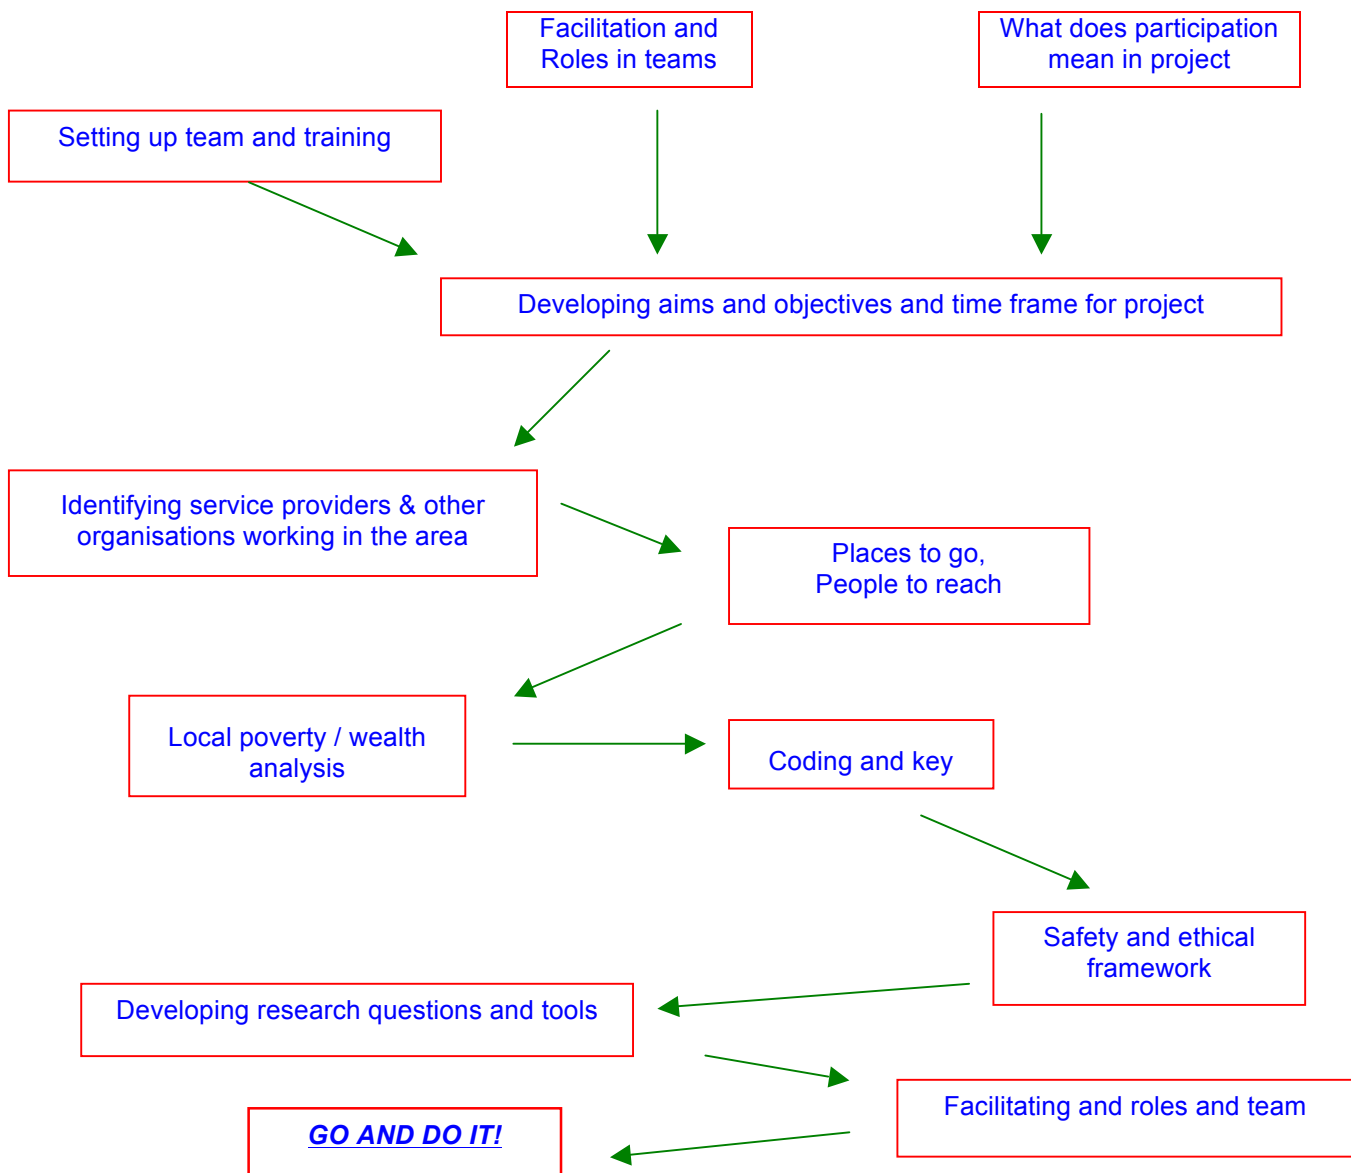 Facilitation and
Roles in teams
What does participation
mean in project
Setting up team and training
Developing aims and objectives and time frame for project
Identifying service providers & other
organisations working in the area
Places to go,
People to reach
Local poverty / wealth
analysis
Coding and key
Safety and ethical
framework
Developing research questions and tools
Facilitating and roles and team
GO AND DO IT!